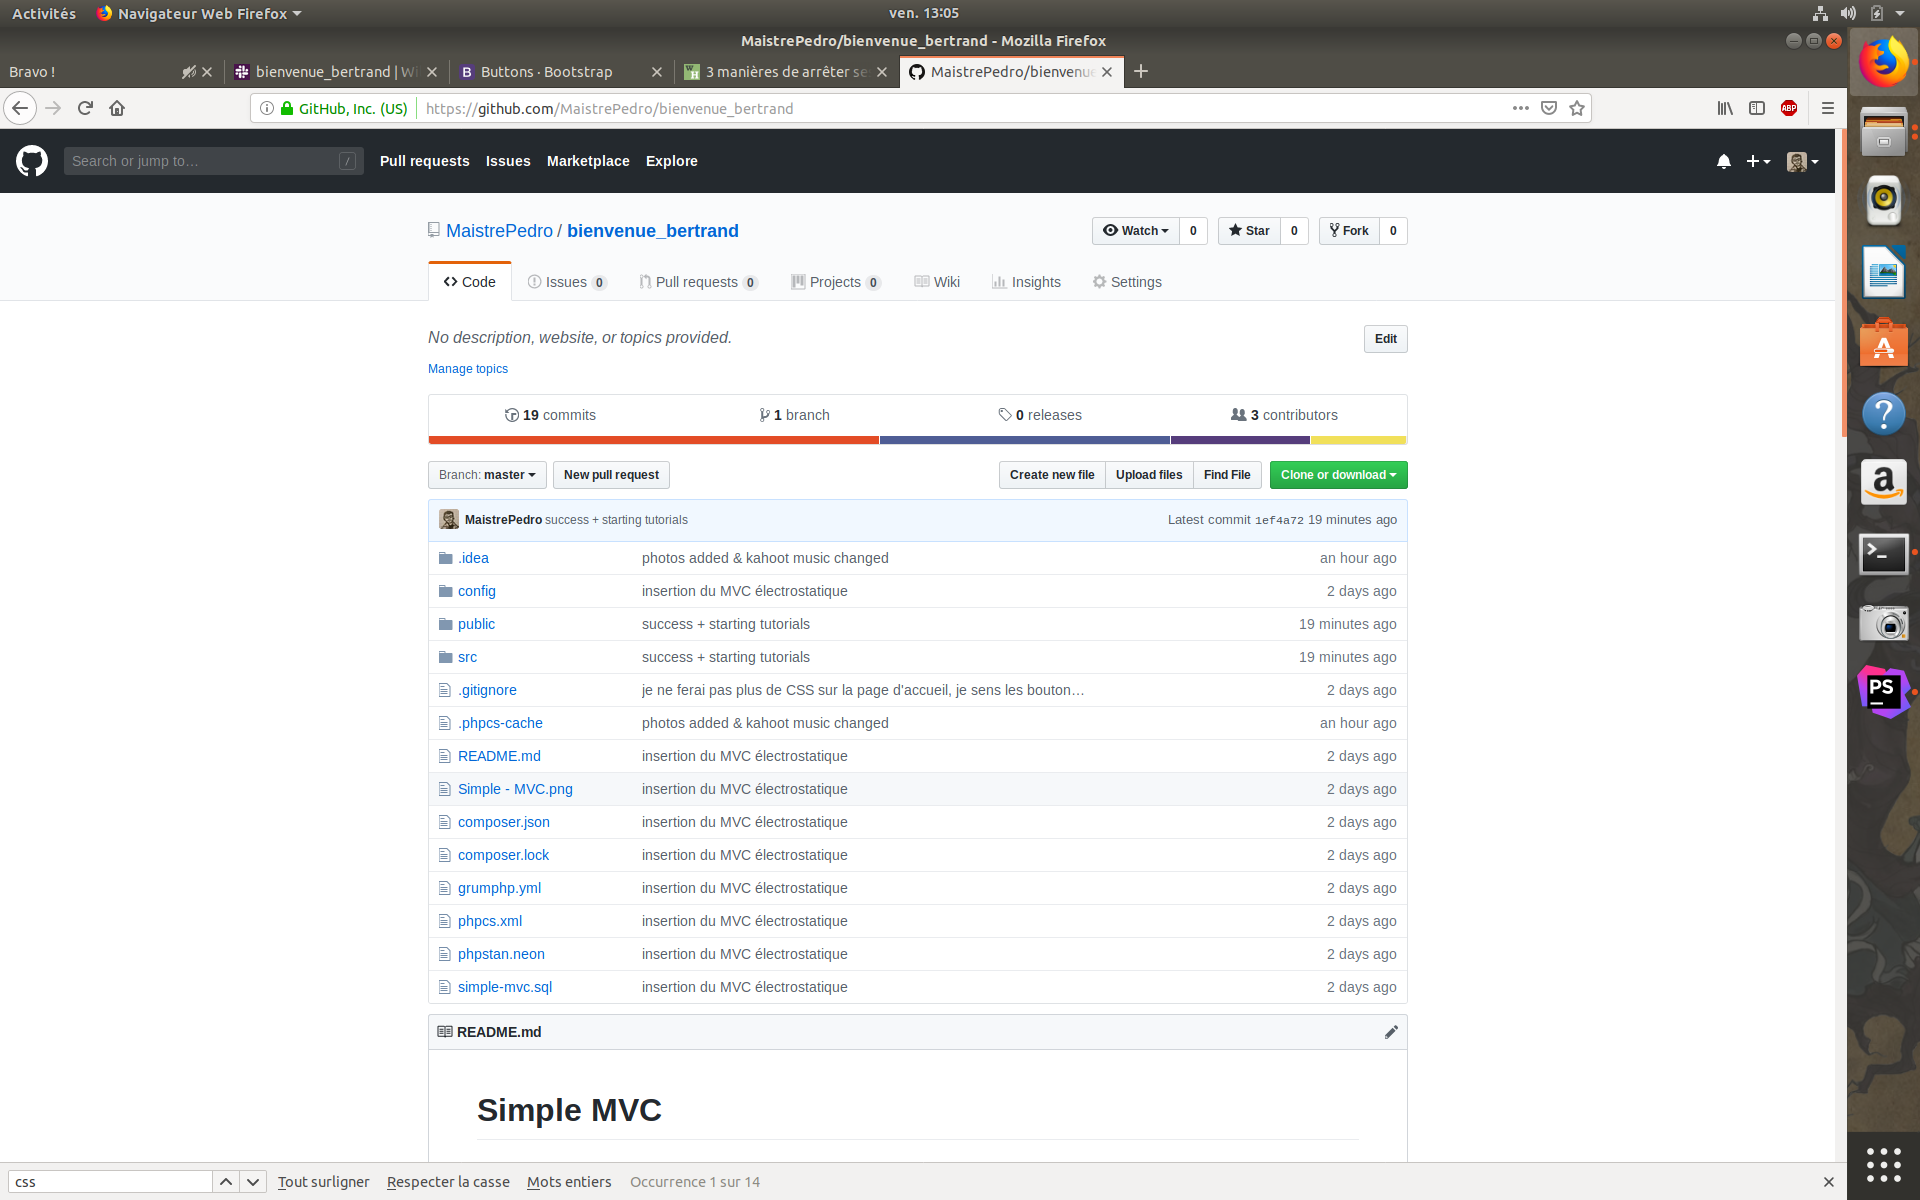 Activités Navigateur Web Firefox ven. 13:05
MaistrePedro/bienvenue_bertrand - Mozilla Firefox
Bravo ! bienvenue_bertrand | Wi Buttons · Bootstrap 3 manières de arrêter se MaistrePedro/bienvenue
GitHub, Inc. (US) https://github.com/MaistrePedro/bienvenue_bertrand ABP
Search or jump to… / Pull requests Issues Marketplace Explore
MaistrePedro / bienvenue_bertrand Watch 0 Star 0 Fork 0
Code Issues 0 Pull requests 0 Projects 0 Wiki Insights Settings
No description, website, or topics provided. Edit
Manage topics
19 commits 1 branch 0 releases 3 contributors
Branch: master New pull request Create new file Upload files Find File Clone or download
MaistrePedro success + starting tutorials Latest commit 1ef4a72 19 minutes ago
.idea photos added & kahoot music changed an hour ago
config insertion du MVC électrostatique 2 days ago
public success + starting tutorials 19 minutes ago
src success + starting tutorials 19 minutes ago
.gitignore je ne ferai pas plus de CSS sur la page d'accueil, je sens les bouton… 2 days ago
.phpcs-cache photos added & kahoot music changed an hour ago
README.md insertion du MVC électrostatique 2 days ago
Simple - MVC.png insertion du MVC électrostatique 2 days ago
composer.json insertion du MVC électrostatique 2 days ago
composer.lock insertion du MVC électrostatique 2 days ago
grumphp.yml insertion du MVC électrostatique 2 days ago
phpcs.xml insertion du MVC électrostatique 2 days ago
phpstan.neon insertion du MVC électrostatique 2 days ago
simple-mvc.sql insertion du MVC électrostatique 2 days ago
README.md
Simple MVC
css Tout surligner Respecter la casse Mots entiers Occurrence 1 sur 14
PS